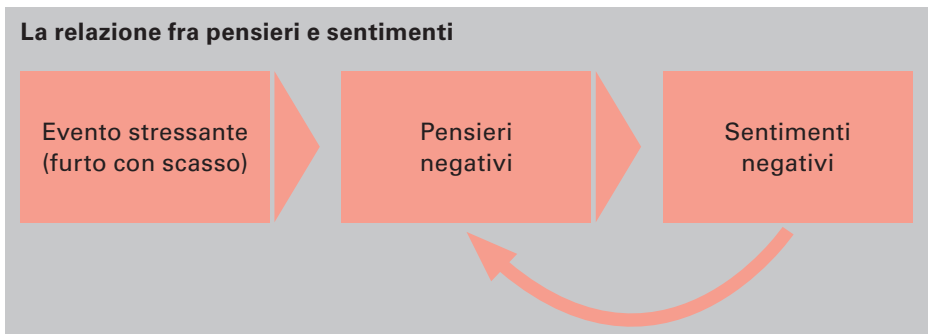 La relazione fra pensieri e sentimenti
Evento stressante
(furto con scasso)
Pensieri
negativi
Sentimenti
negativi